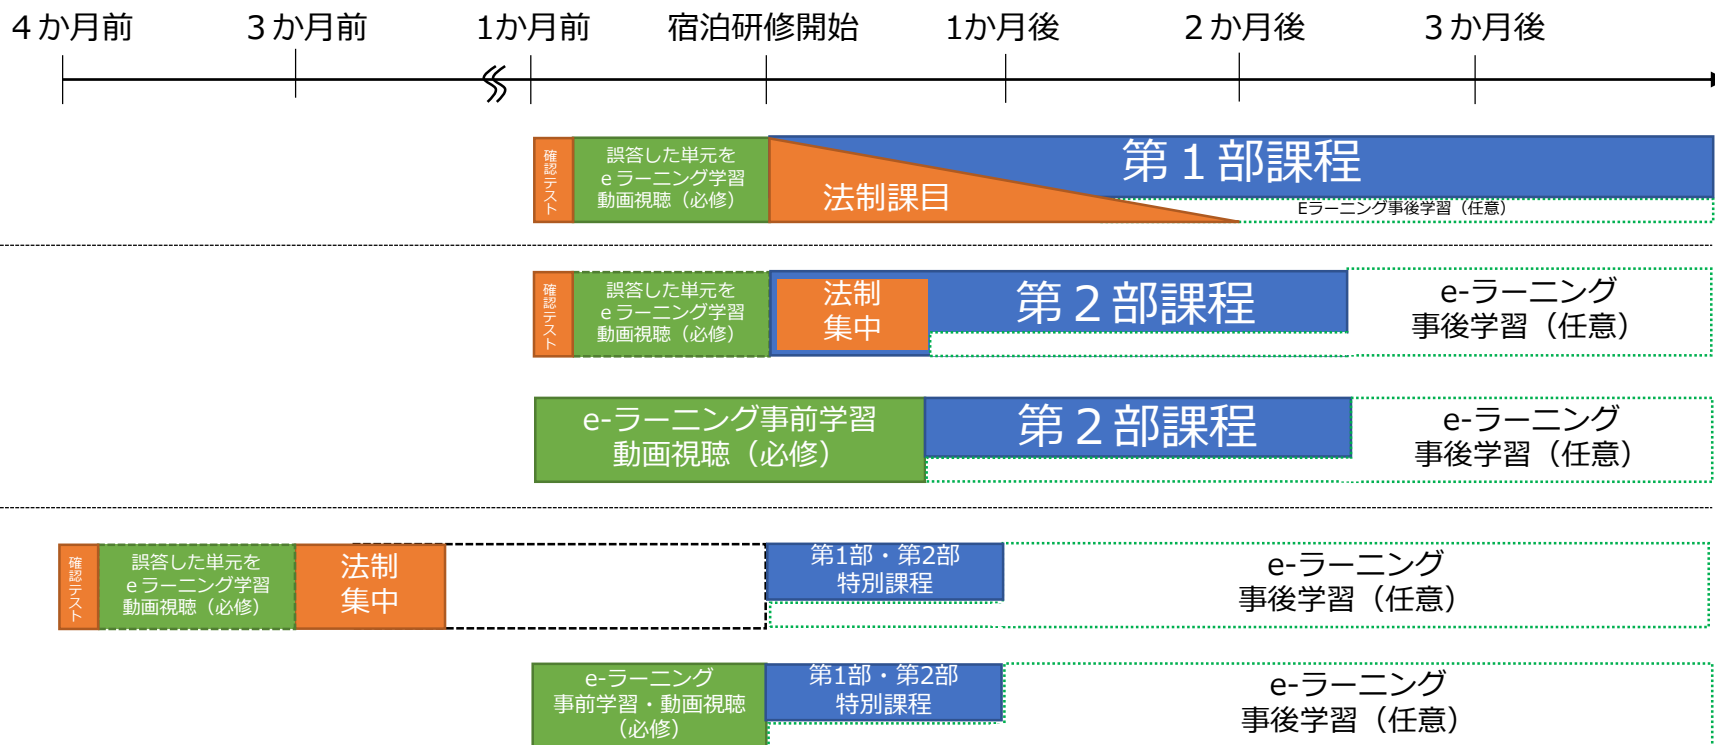 ４か月前
３か月前
1か月前
宿泊研修開始
1か月後
２か月後
３か月後
確認テスト
誤答した単元を
ｅラーニング学習
動画視聴（必修）
法制課目
第１部課程
Eラーニング事後学習（任意）
確認テスト
誤答した単元を
ｅラーニング学習
動画視聴（必修）
法制
集中
第２部課程
e-ラーニング
事後学習（任意）
e-ラーニング事前学習
動画視聴（必修）
第２部課程
e-ラーニング
事後学習（任意）
確認テスト
誤答した単元を
ｅラーニング学習
動画視聴（必修）
法制
集中
第1部・第2部
特別課程
e-ラーニング
事後学習（任意）
e-ラーニング
事前学習・動画視聴
（必修）
第1部・第2部
特別課程
e-ラーニング
事後学習（任意）